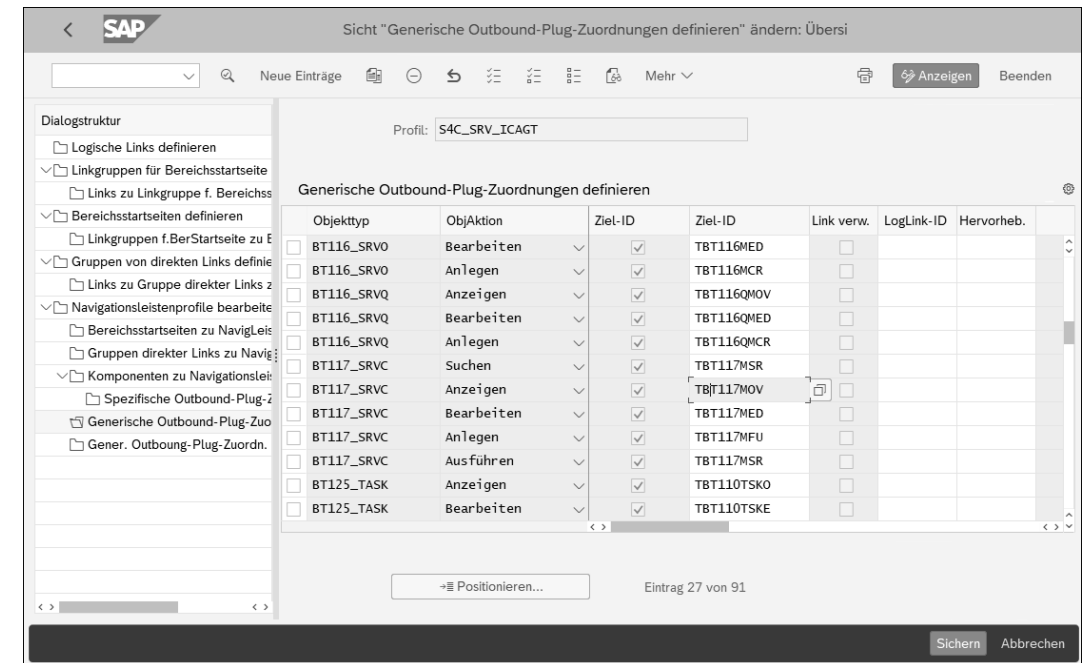 SAP
Sicht "Generische Outbound-Plug-Zuordnungen definieren" ändern: Übersi
Neue Einträge
Mehr
Anzeigen
Beenden
Dialogstruktur
Logische Links definieren
Linkgruppen für Bereichsstartseite
Links zu Linkgruppe f. Bereichss
Bereichsstartseiten definieren
Linkgruppen f.BerStartseite zu B
Gruppen von direkten Links definie
Links zu Gruppe direkter Links z
Navigationsleistenprofile bearbeite
Bereichsstartseiten zu NavigLeis
Gruppen direkter Links zu Navig
Komponenten zu Navigationsleis
Spezifische Outbound-Plug-Z
Generische Outbound-Plug-Zuo
Gener. Outboung-Plug-Zuordn.
Profil: S4C_SRV_ICAGT
Generische Outbound-Plug-Zuordnungen definieren
Objekttyp ObjAktion Ziel-ID Ziel-ID Link verw. LogLink-ID Hervorheb.
BT116_SRVO Bearbeiten TBT116MED
BT116_SRVO Anlegen TBT116MCR
BT116_SRVQ Anzeigen TBT116QMOV
BT116_SRVQ Bearbeiten TBT116QMED
BT116_SRVQ Anlegen TBT116QMCR
BT117_SRVC Suchen TBT117MSR
BT117_SRVC Anzeigen TBT117MOV
BT117_SRVC Bearbeiten TBT117MED
BT117_SRVC Anlegen TBT117MFU
BT117_SRVC Ausführen TBT117MSR
BT125_TASK Anzeigen TBT110TSKO
BT125_TASK Bearbeiten TBT110TSKE
Positionieren...
Eintrag 27 von 91
Sichern
Abbrechen